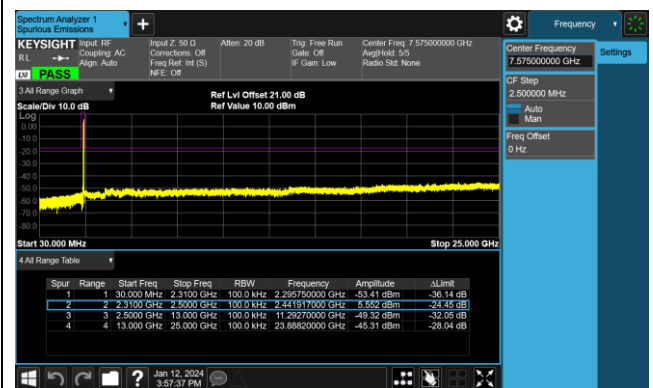 Spectrum Analyzer 1
Spurious Emissions
Frequency
KEYSIGHT Input: RF Input Z: 50 Ω Atten: 20 dB Trig: Free Run Center Freq: 7.575000000 GHz
RL Coupling: AC Corrections: Off Gate: Off Avg|Hold: 5/5
Align: Auto Freq Ref: Int (S) IF Gain: Low Radio Std: None
LXI PASS NFE: Off
Center Frequency
7.575000000 GHz
Settings
CF Step
2.500000 MHz
Auto
Man
Freq Offset
0 Hz
3 All Range Graph
Ref Lvl Offset 21.00 dB
Scale/Div 10.0 dB Ref Value 10.00 dBm
Log
0.00
-10.0
-20.0
-30.0
-40.0
-50.0
-60.0
-70.0
-80.0
Start 30.000 MHz Stop 25.000 GHz
4 All Range Table
Spur Range Start Freq Stop Freq RBW Frequency Amplitude ΔLimit
1 1 30.000 MHz 2.3100 GHz 100.0 kHz 2.295750000 GHz -53.41 dBm -36.14 dB
2 2 2.3100 GHz 2.5000 GHz 100.0 kHz 2.441917000 GHz 5.552 dBm -24.45 dB
3 3 2.5000 GHz 13.000 GHz 100.0 kHz 11.29270000 GHz -49.32 dBm -32.05 dB
4 4 13.000 GHz 25.000 GHz 100.0 kHz 23.88820000 GHz -45.31 dBm -28.04 dB
Jan 12, 2024
3:57:37 PM